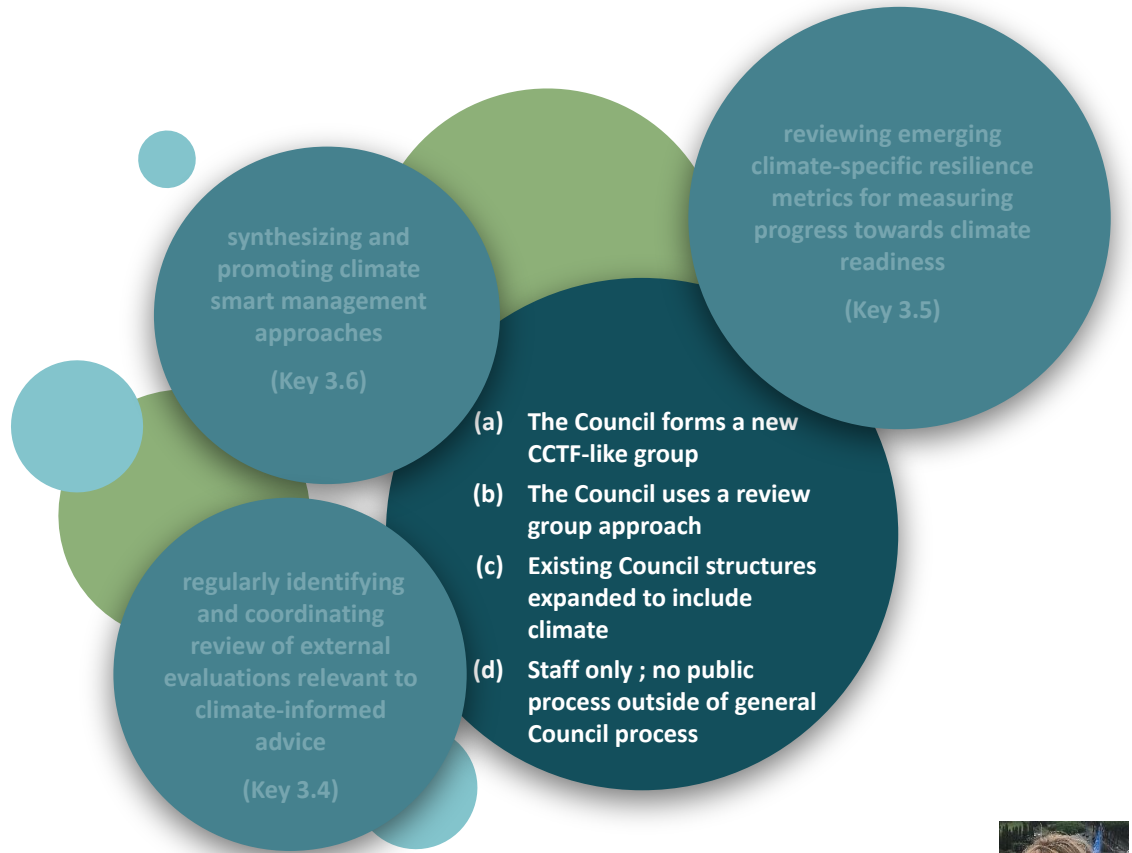 reviewing emerging
climate-specific resilience
metrics for measuring
progress towards climate
readiness
(Key 3.5)
synthesizing and
promoting climate
smart management
approaches
(Key 3.6)
(a) The Council forms a new
CCTF-like group
(b) The Council uses a review
group approach
(c) Existing Council structures
expanded to include
climate
(d) Staff only ; no public
process outside of general
Council process
regularly identifying
and coordinating
review of external
evaluations relevant to
climate-informed
advice
(Key 3.4)